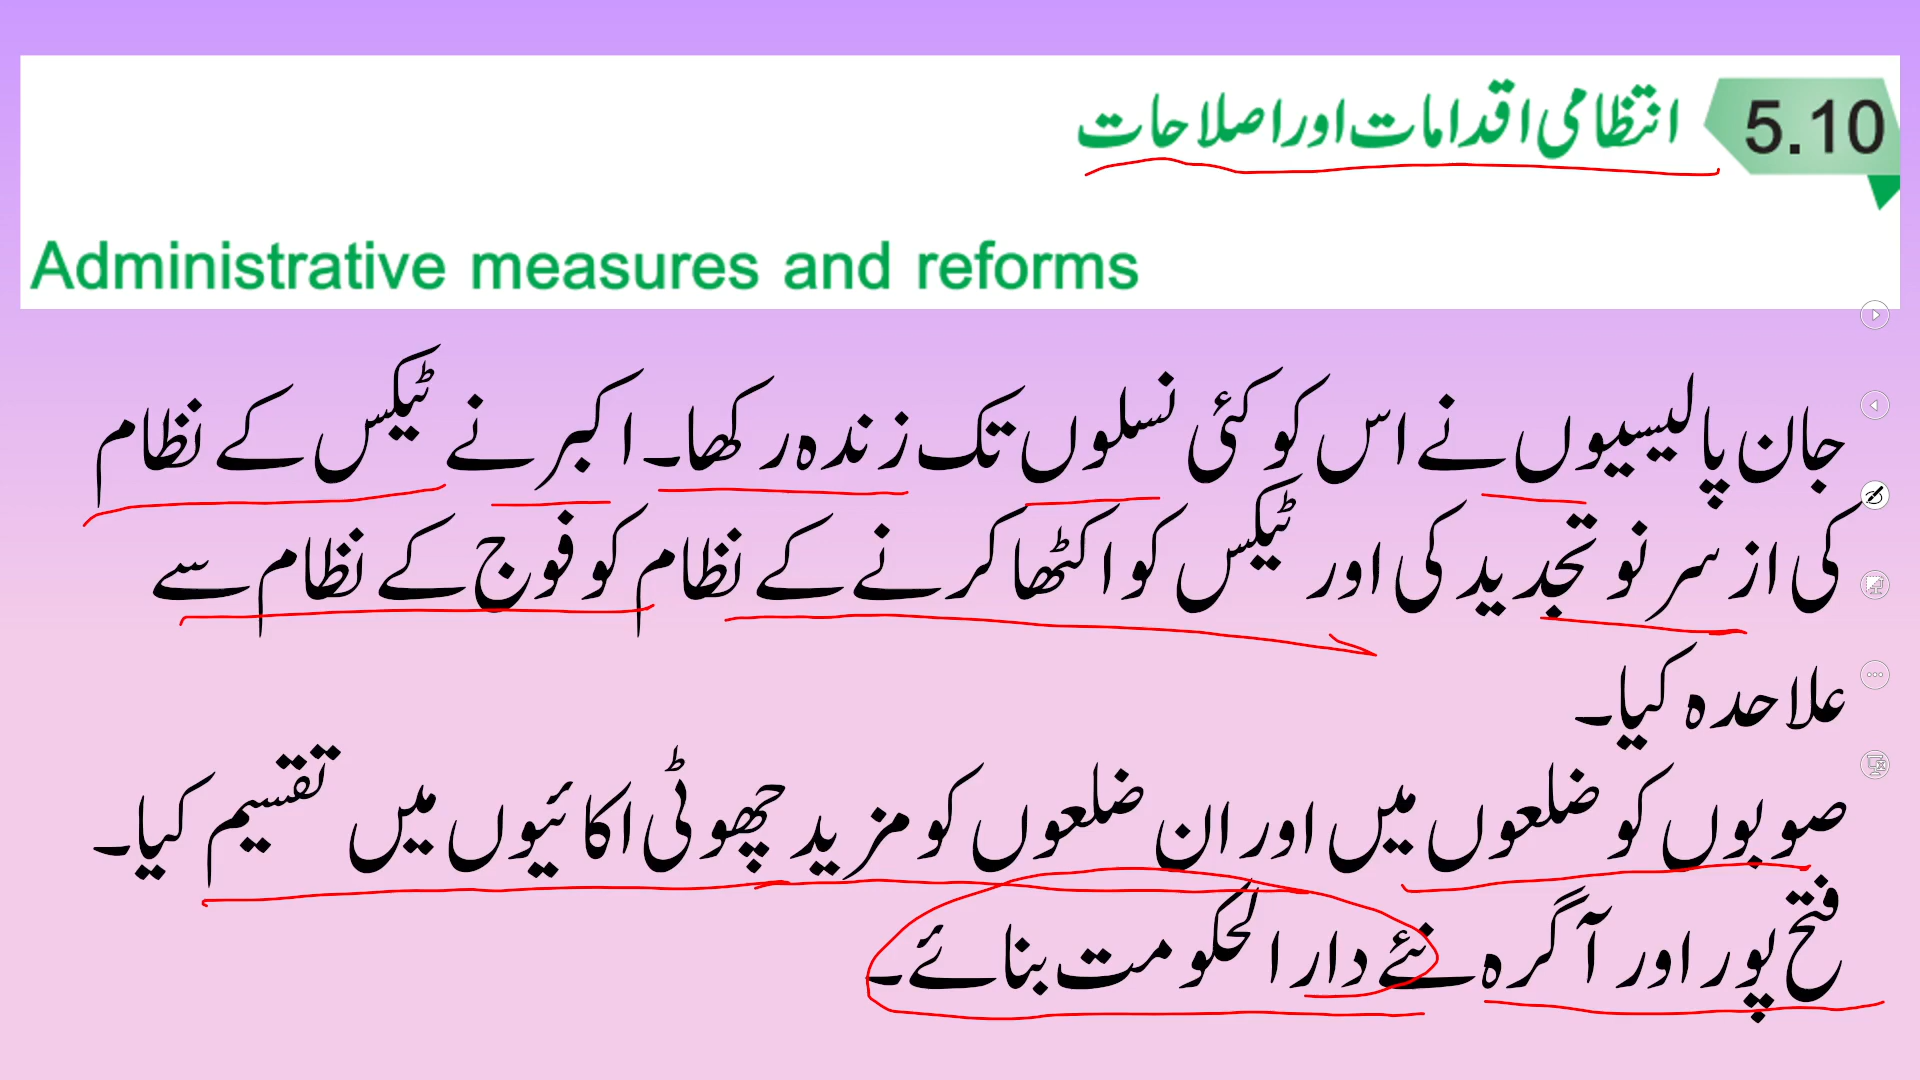 5.10 انتظامی اقدامات اور اصلاحات
Administrative measures and reforms
جان پالیسیوں نے اس کو کئی نسلوں تک زندہ رکھا۔ اکبر نے ٹیکس کے نظام
کی از سر نو تجدید کی اور ٹیکس کو اکٹھا کرنے کے نظام کو فوج کے نظام سے
علاحدہ کیا۔
صوبوں کو ضلعوں میں اور ان ضلعوں کو مزید چھوٹی اکائیوں میں تقسیم کیا۔
فتح پور اور آگرہ نئے دارالحکومت بنائے۔